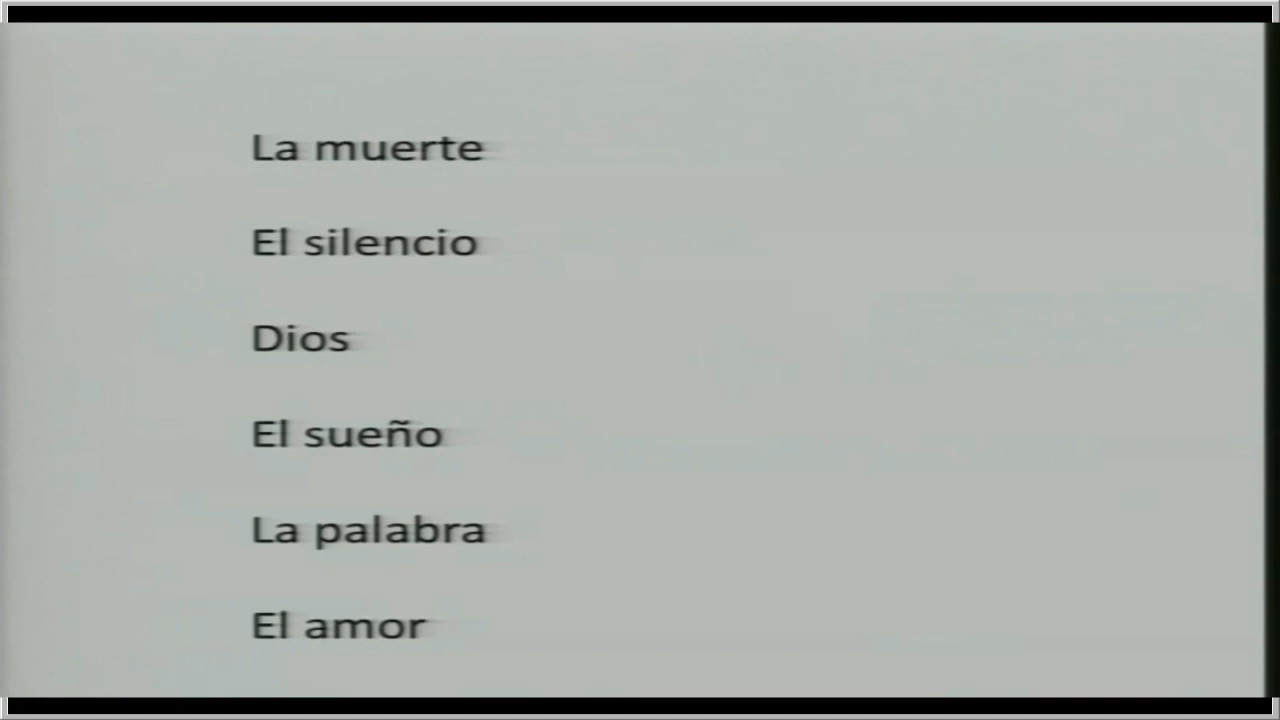 La muerte
El silencio
Dios
El sueño
La palabra
El amor